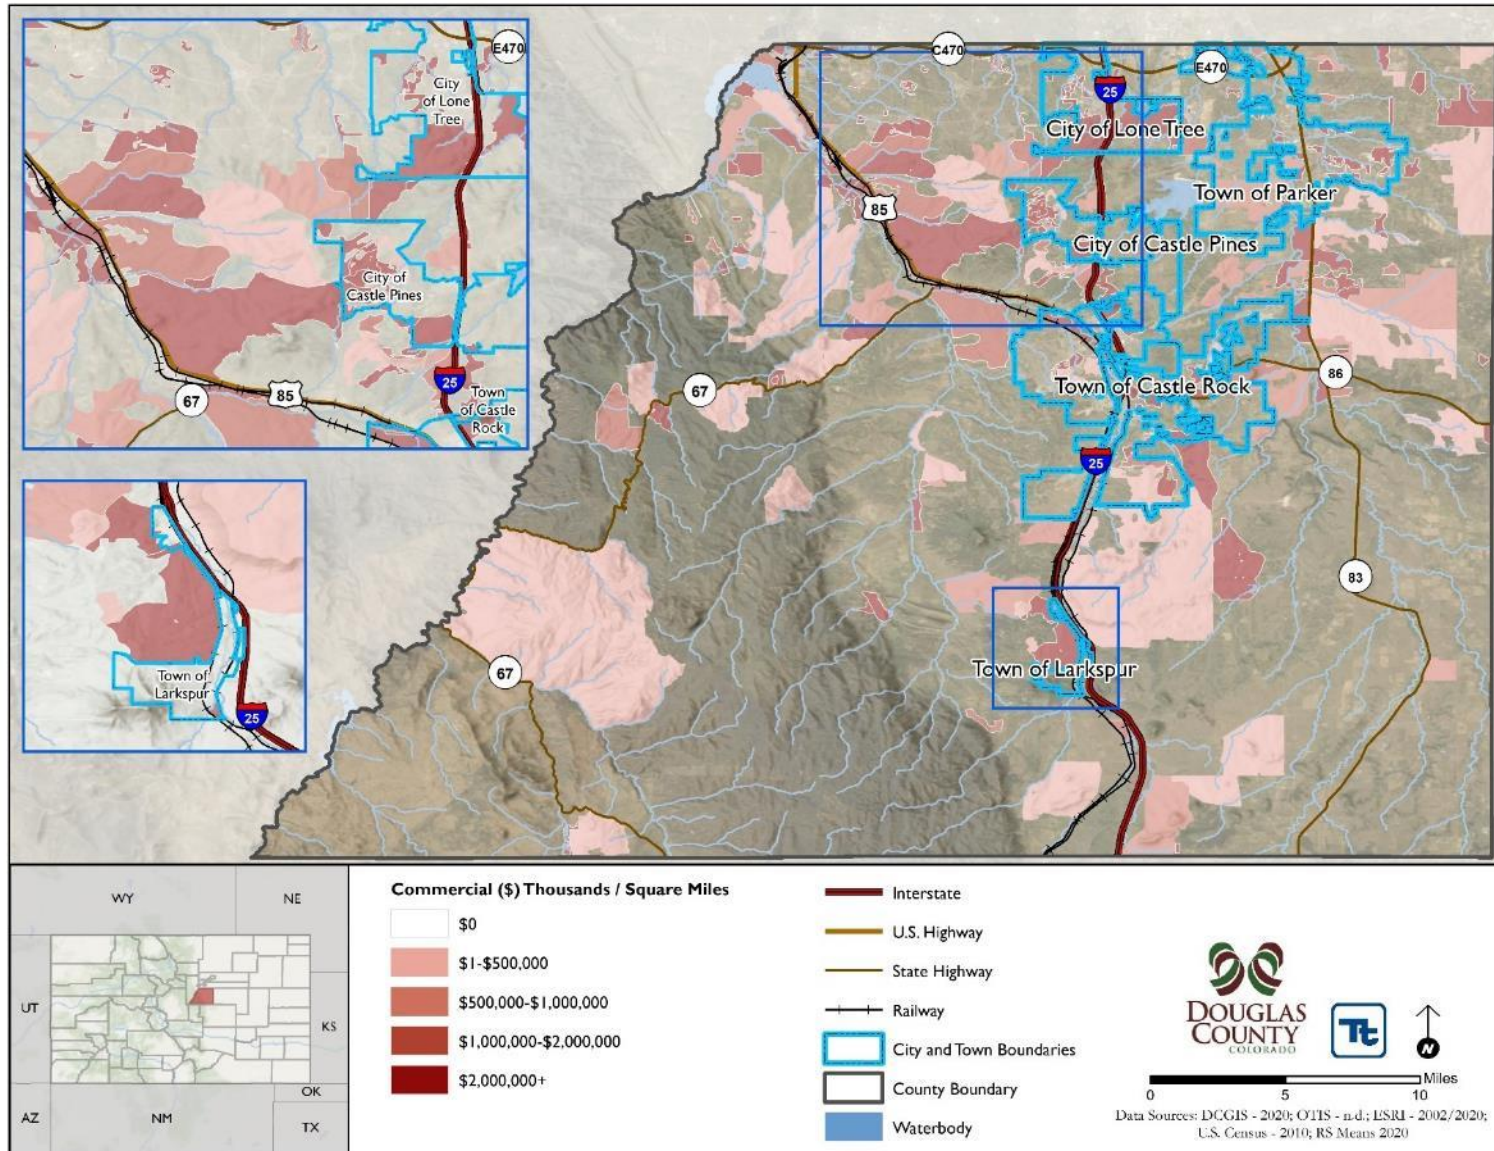 E470
City
of Lone
Tree
City of
Castle Pines
25
85
67
Town
of Castle
Rock
Town of
Larkspur
25
C470
E470
25
City of Lone Tree
Town of Parker
85
City of Castle Pines
86
67
Town of Castle Rock
25
83
67
Town of Larkspur
WY
NE
UT
KS
OK
AZ
NM
TX
Commercial ($) Thousands / Square Miles
$0
$1-$500,000
$500,000-$1,000,000
$1,000,000-$2,000,000
$2,000,000+
Interstate
U.S. Highway
State Highway
Railway
City and Town Boundaries
County Boundary
Waterbody
DOUGLAS
COUNTY
COLORADO
Tt
N
Miles
0 5 10
Data Sources: DCGIS - 2020; OTIS - n.d.; ESRI - 2002/2020;
U.S. Census - 2010; RS Means 2020